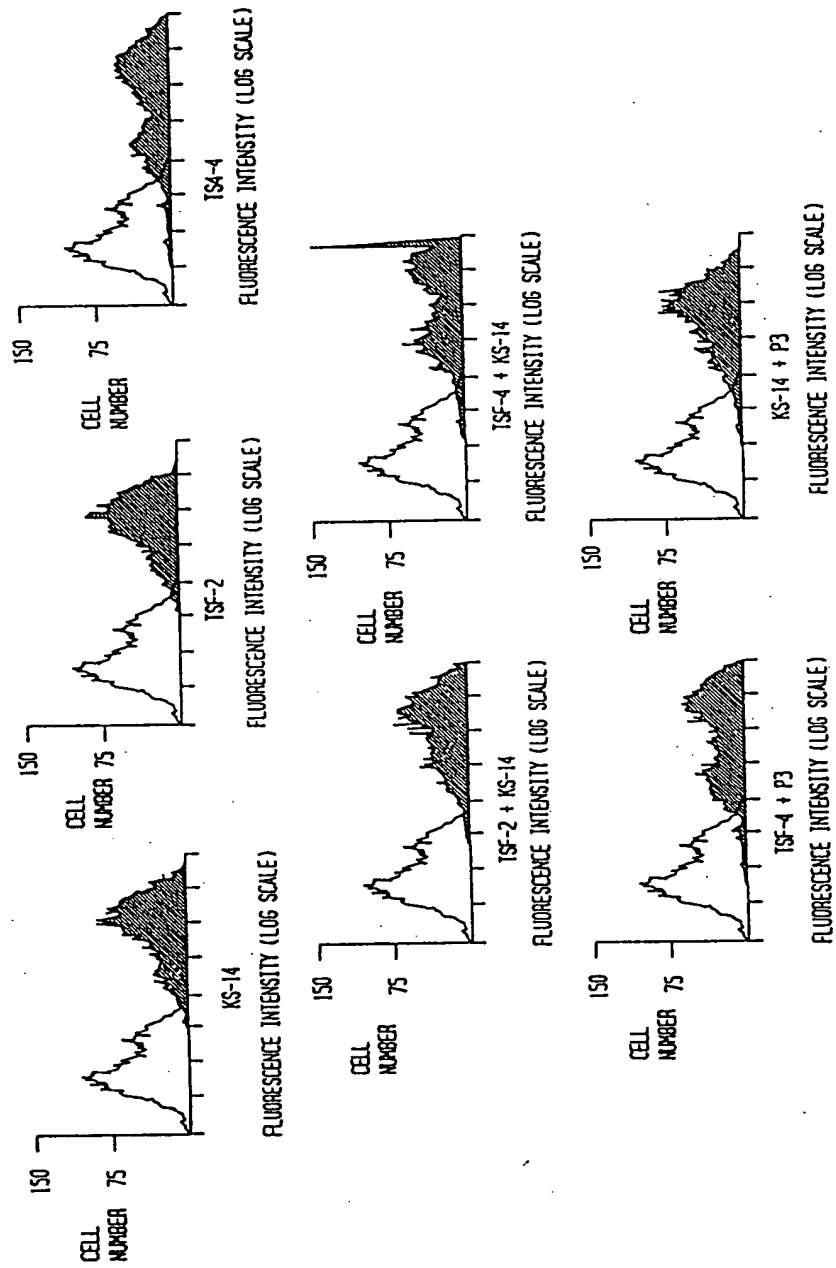 150
75
CELL
NUMBER
KS-14
FLUORESCENCE INTENSITY (LOG SCALE)
150
75
CELL
NUMBER
TSF-2
FLUORESCENCE INTENSITY (LOG SCALE)
150
75
CELL
NUMBER
TS4-4
FLUORESCENCE INTENSITY (LOG SCALE)
150
75
CELL
NUMBER
TSF-2 + KS-14
FLUORESCENCE INTENSITY (LOG SCALE)
150
75
CELL
NUMBER
TSF-4 + KS-14
FLUORESCENCE INTENSITY (LOG SCALE)
150
75
CELL
NUMBER
TSF-4 + P3
FLUORESCENCE INTENSITY (LOG SCALE)
150
75
CELL
NUMBER
KS-14 + P3
FLUORESCENCE INTENSITY (LOG SCALE)